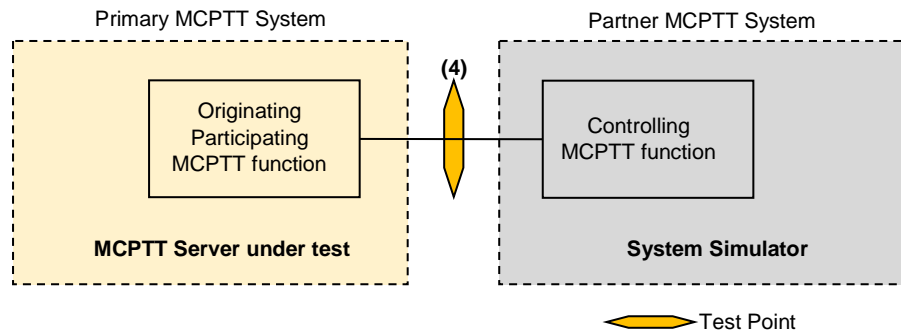 Primary MCPTT System
Partner MCPTT System
(4)
Originating
Participating
MCPTT function
Controlling
MCPTT function
MCPTT Server under test
System Simulator
Test Point